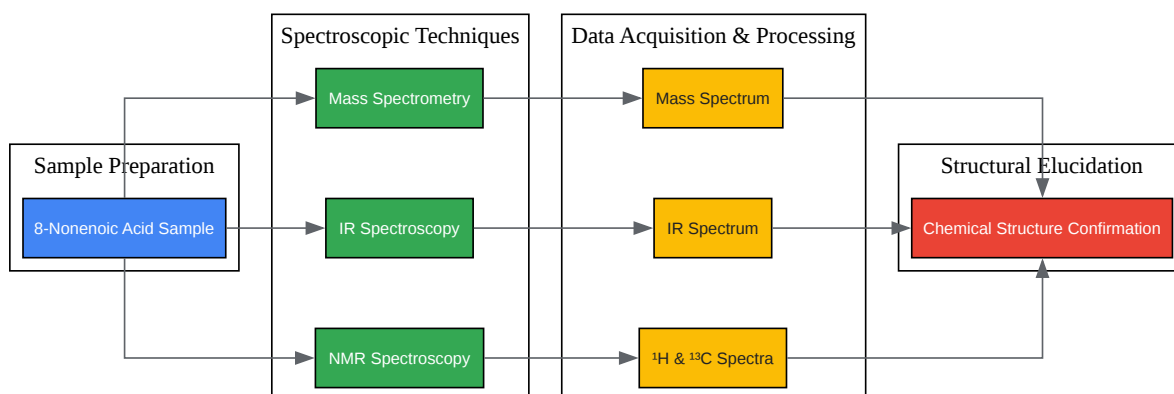 Spectroscopic Techniques
Data Acquisition & Processing
Mass Spectrometry
Mass Spectrum
Sample Preparation
Structural Elucidation
8-Nonenoic Acid Sample
IR Spectroscopy
IR Spectrum
Chemical Structure Confirmation
NMR Spectroscopy
¹H & ¹³C Spectra